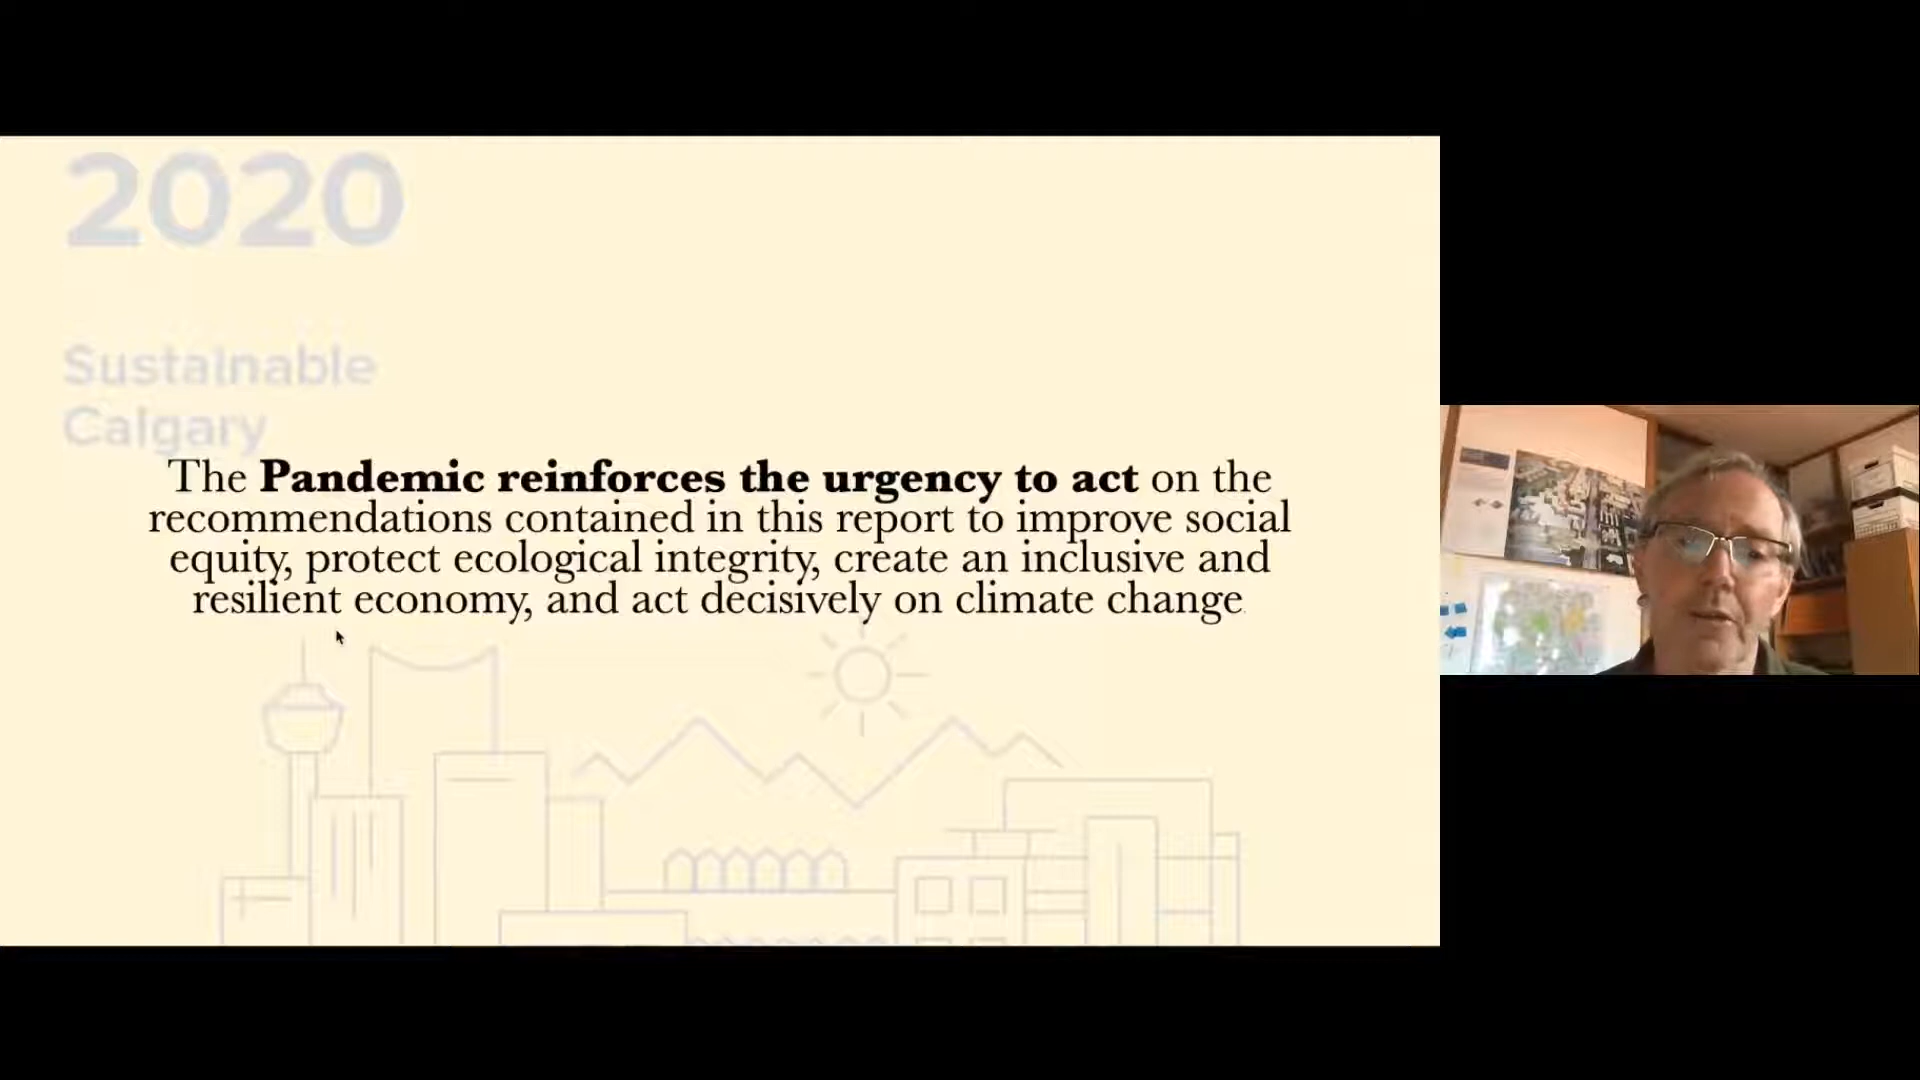 2020
Sustainable
Calgary
The Pandemic reinforces the urgency to act on the
recommendations contained in this report to improve social
equity, protect ecological integrity, create an inclusive and
resilient economy, and act decisively on climate change